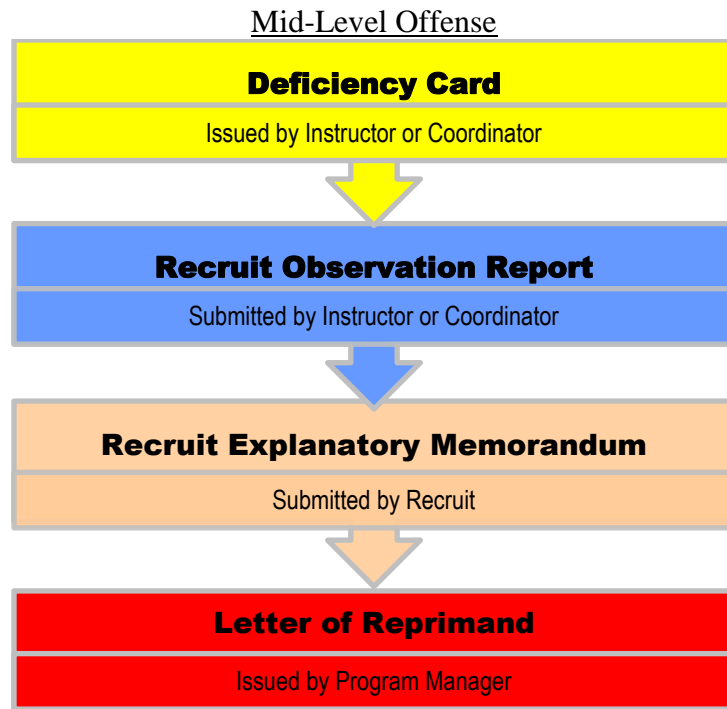 Mid-Level Offense
Deficiency Card
Issued by Instructor or Coordinator
Recruit Observation Report
Submitted by Instructor or Coordinator
Recruit Explanatory Memorandum
Submitted by Recruit
Letter of Reprimand
Issued by Program Manager